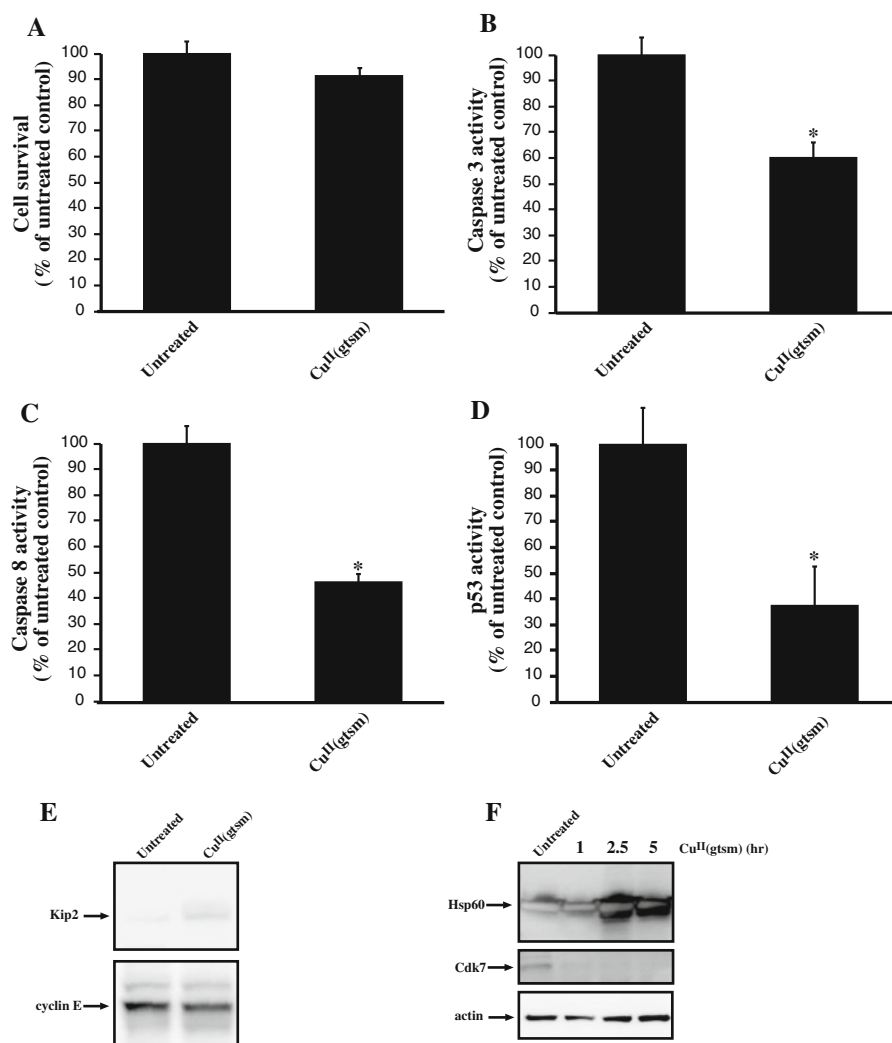 A
Cell survival
(% of untreated control)
100
90
80
70
60
50
40
30
20
10
0
Untreated
Cuᴵᴵ(gtsm)
B
Caspase 3 activity
(% of untreated control)
100
90
80
70
60
50
40
30
20
10
0
*
Untreated
Cuᴵᴵ(gtsm)
C
Caspase 8 activity
(% of untreated control)
100
90
80
70
60
50
40
30
20
10
0
*
Untreated
Cuᴵᴵ(gtsm)
D
p53 activity
(% of untreated control)
100
90
80
70
60
50
40
30
20
10
0
*
Untreated
Cuᴵᴵ(gtsm)
E
Untreated
Cuᴵᴵ(gtsm)
Kip2
cyclin E
F
Untreated
1 2.5 5 Cuᴵᴵ(gtsm) (hr)
Hsp60
Cdk7
actin